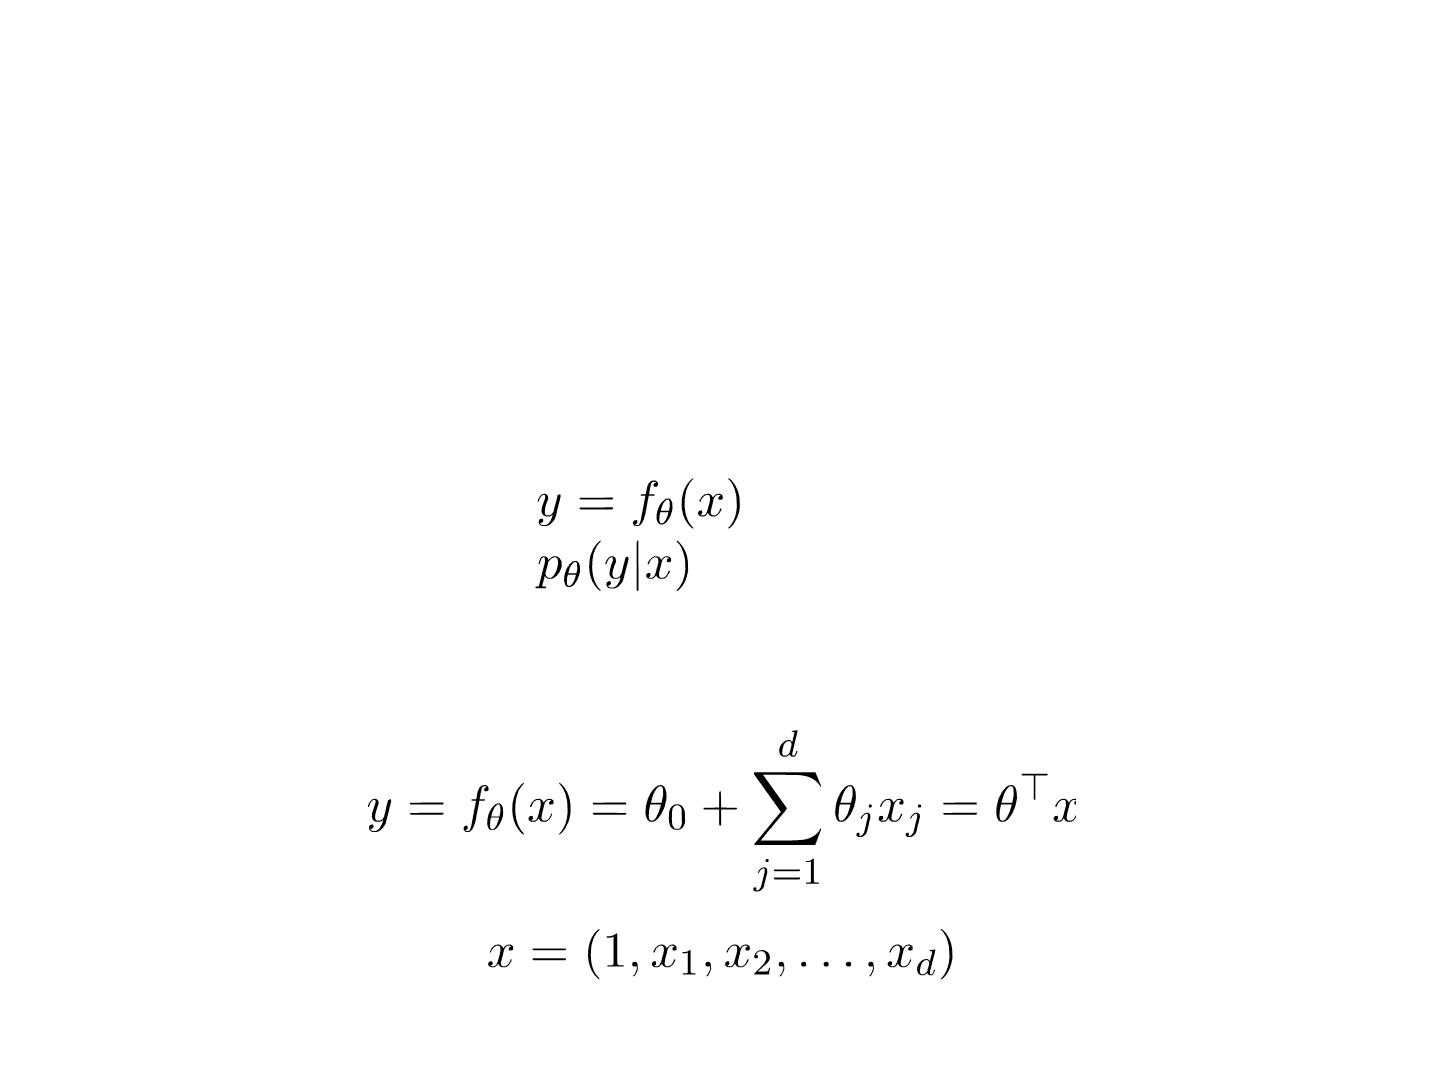 y = f_θ(x)
p_θ(y|x)
y = f_θ(x) = θ_0 + ∑_{j=1}^{d} θ_j x_j = θ^⊤ x
x = (1, x_1, x_2, . . . , x_d)